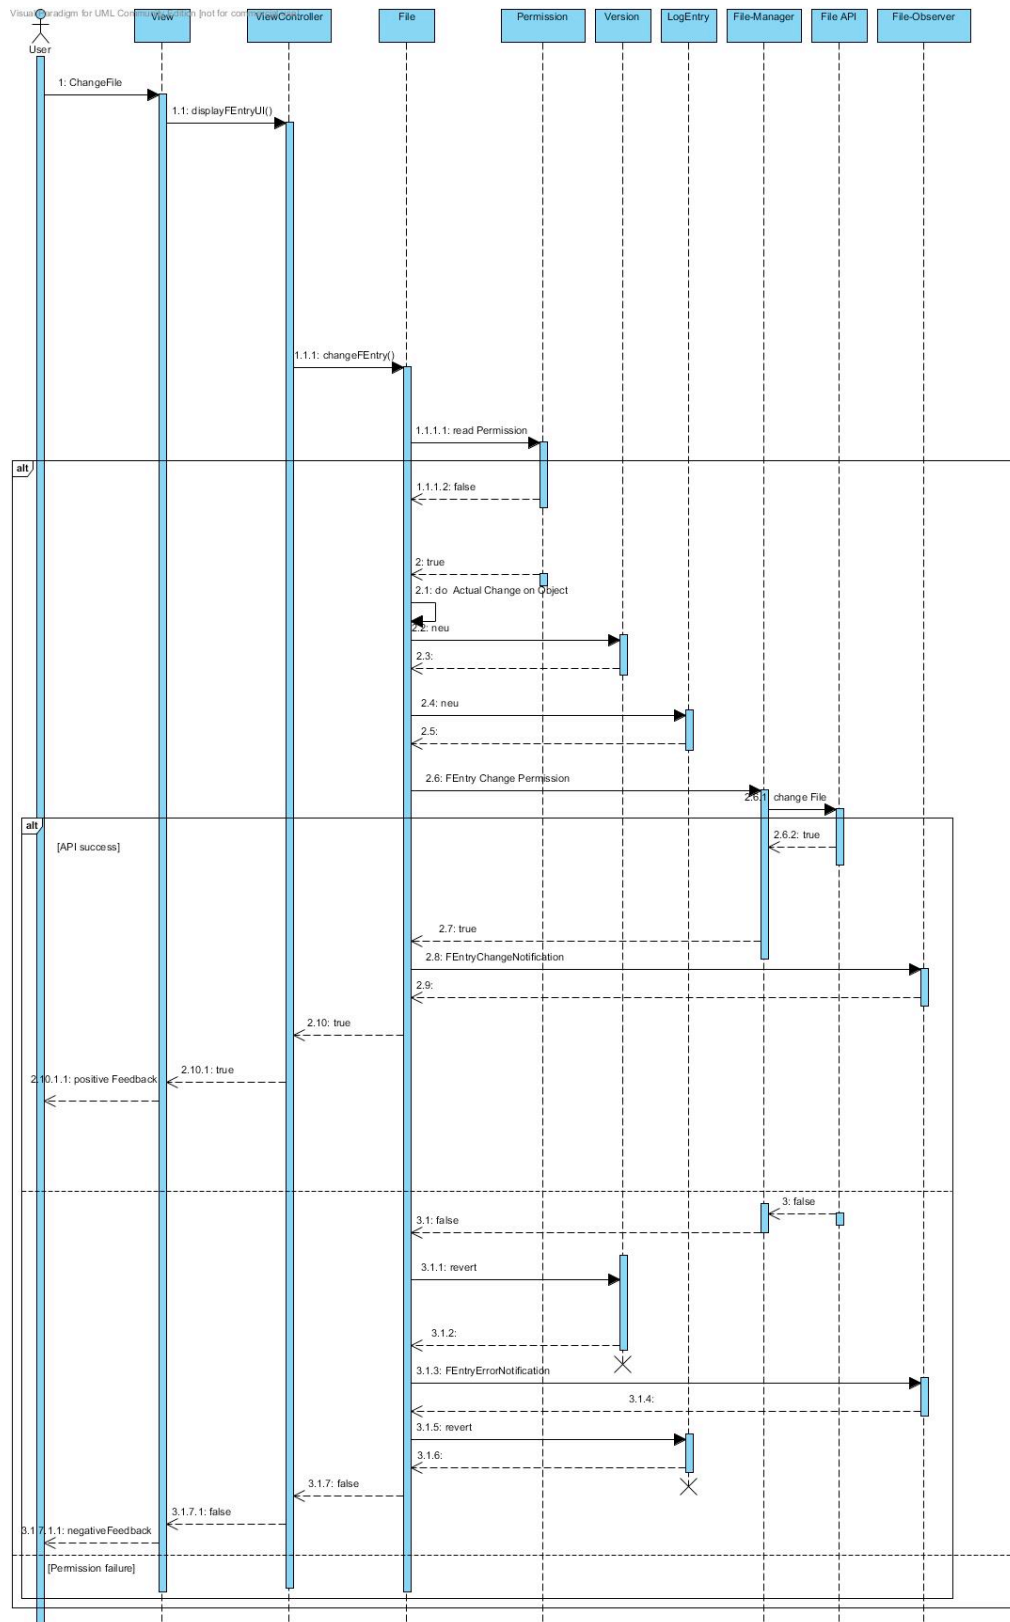 Visual Paradigm for UML Community Edition [not for commercial use]
User
View
ViewController
File
Permission
Version
LogEntry
File-Manager
File API
File-Observer
1: ChangeFile
1.1: displayFEntryUI()
1.1.1: changeFEntry()
1.1.1.1: read Permission
alt
1.1.1.2: false
2: true
2.1: do Actual Change on Object
2.2: neu
2.3:
2.4: neu
2.5:
2.6: FEntry Change Permission
2.6.1 change File
alt
[API success]
2.6.2: true
2.7: true
2.8: FEntryChangeNotification
2.9:
2.10: true
2.10.1: true
2.10.1.1: positive Feedback
3: false
3.1: false
3.1.1: revert
3.1.2:
3.1.3: FEntryErrorNotification
3.1.4:
3.1.5: revert
3.1.6:
3.1.7: false
3.1.7.1: false
3.1.7.1.1: negativeFeedback
[Permission failure]